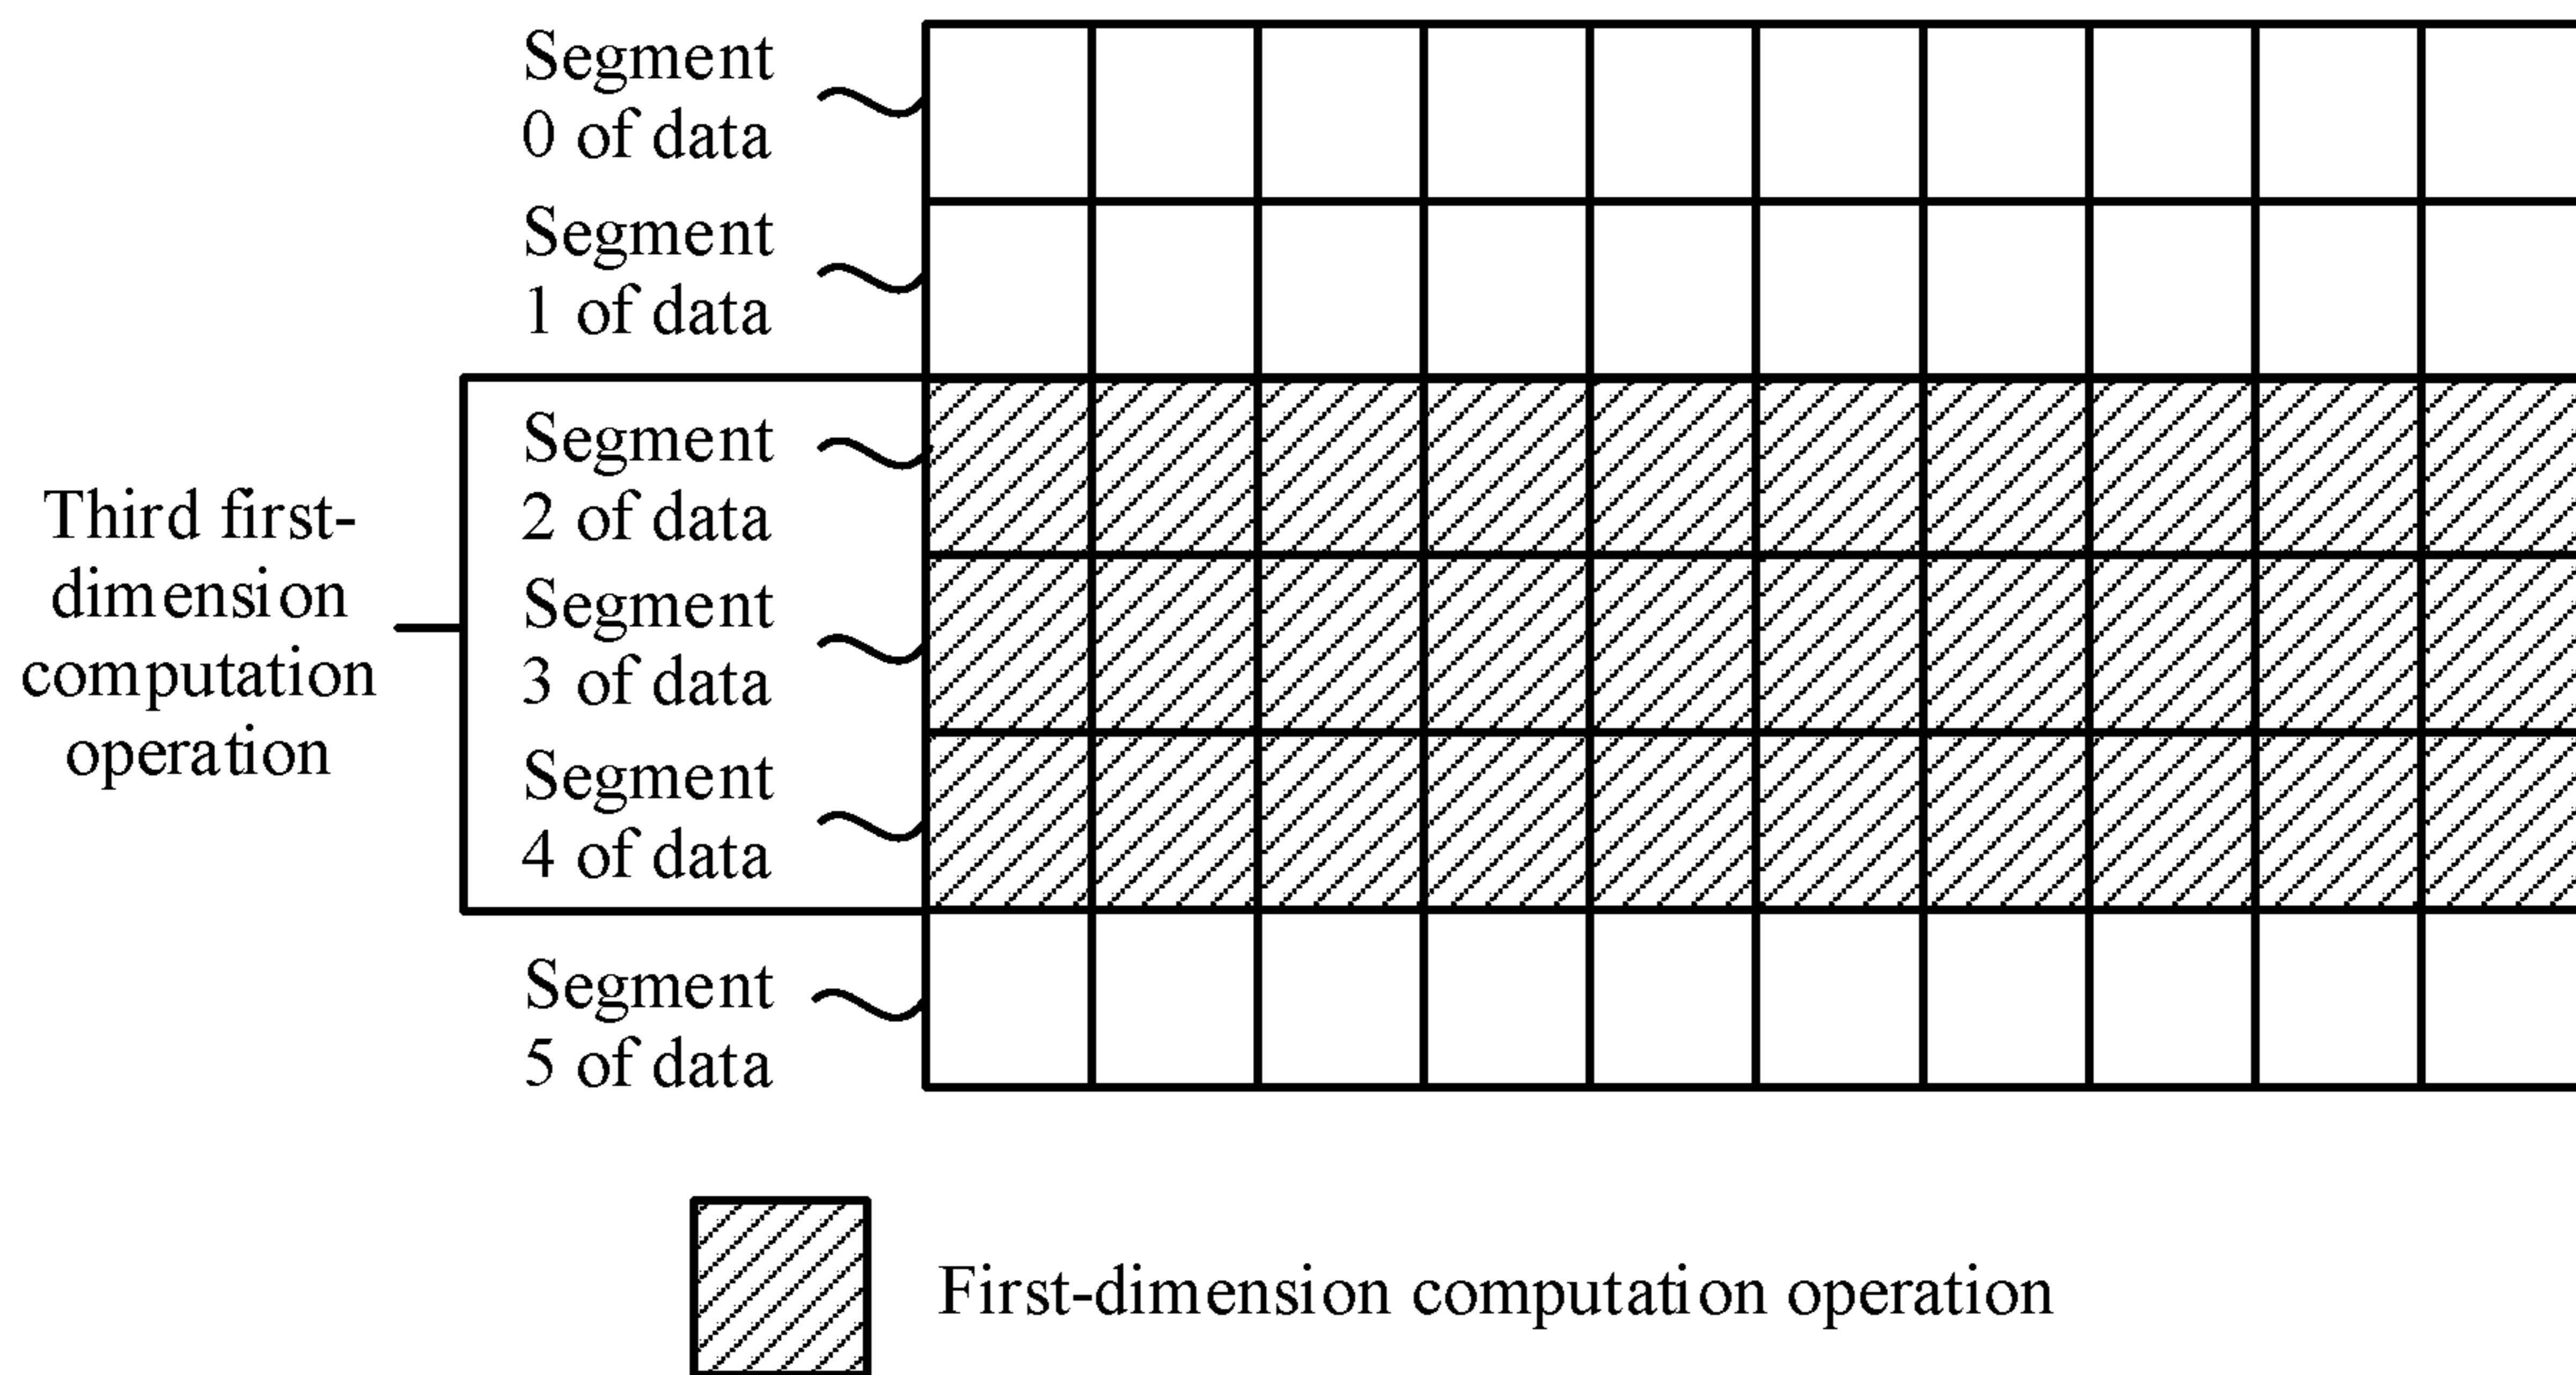 Segment
0 of data
Segment
1 of data
Segment
2 of data
Third first-
dimension
computation
operation
Segment
3 of data
Segment
4 of data
Segment
5 of data
First-dimension computation operation